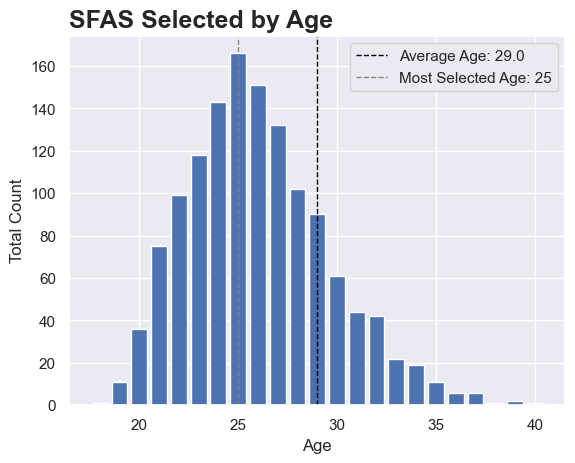 SFAS Selected by Age
Average Age: 29.0
Most Selected Age: 25
160
140
120
100
80
60
40
20
0
Total Count
20 25 30 35 40
Age